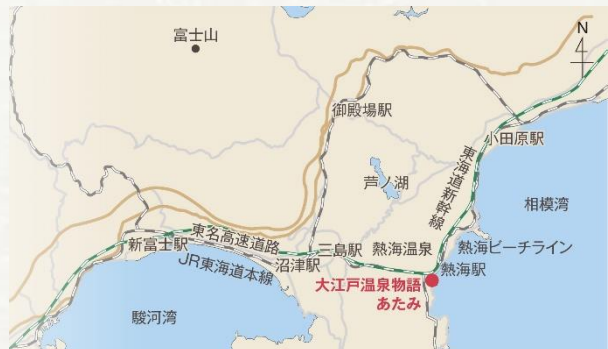 富士山
N
御殿場駅
小田原駅
東海道新幹線
芦ノ湖
相模湾
新富士駅
東名高速道路
JR東海道本線
沼津駅
三島駅
熱海温泉
熱海ビーチライン
熱海駅
大江戸温泉物語
あたみ
駿河湾